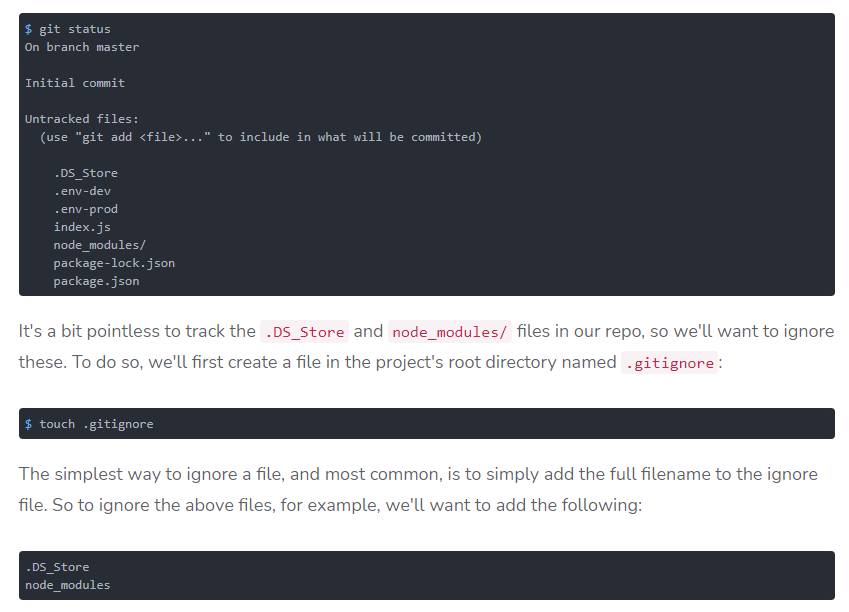 $ git status
On branch master
Initial commit
Untracked files:
(use "git add <file>..." to include in what will be committed)
.DS_Store
.env-dev
.env-prod
index.js
node_modules/
package-lock.json
package.json
It's a bit pointless to track the .DS_Store and node_modules/ files in our repo, so we'll want to ignore
these. To do so, we'll first create a file in the project's root directory named .gitignore:
$ touch .gitignore
The simplest way to ignore a file, and most common, is to simply add the full filename to the ignore
file. So to ignore the above files, for example, we'll want to add the following:
.DS_Store
node_modules